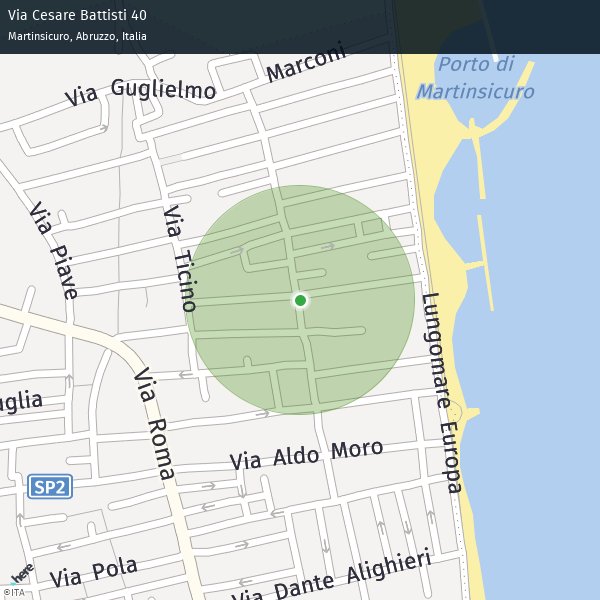 Via Cesare Battisti 40
Martinsicuro, Abruzzo, Italia
Porto di
Martinsicuro
Via Guglielmo Marconi
Via Piave
Via Ticino
Lungomare Europa
Via Roma
uglia
Via Aldo Moro
SP2
Via Pola
Via Dante Alighieri
here
©ITA